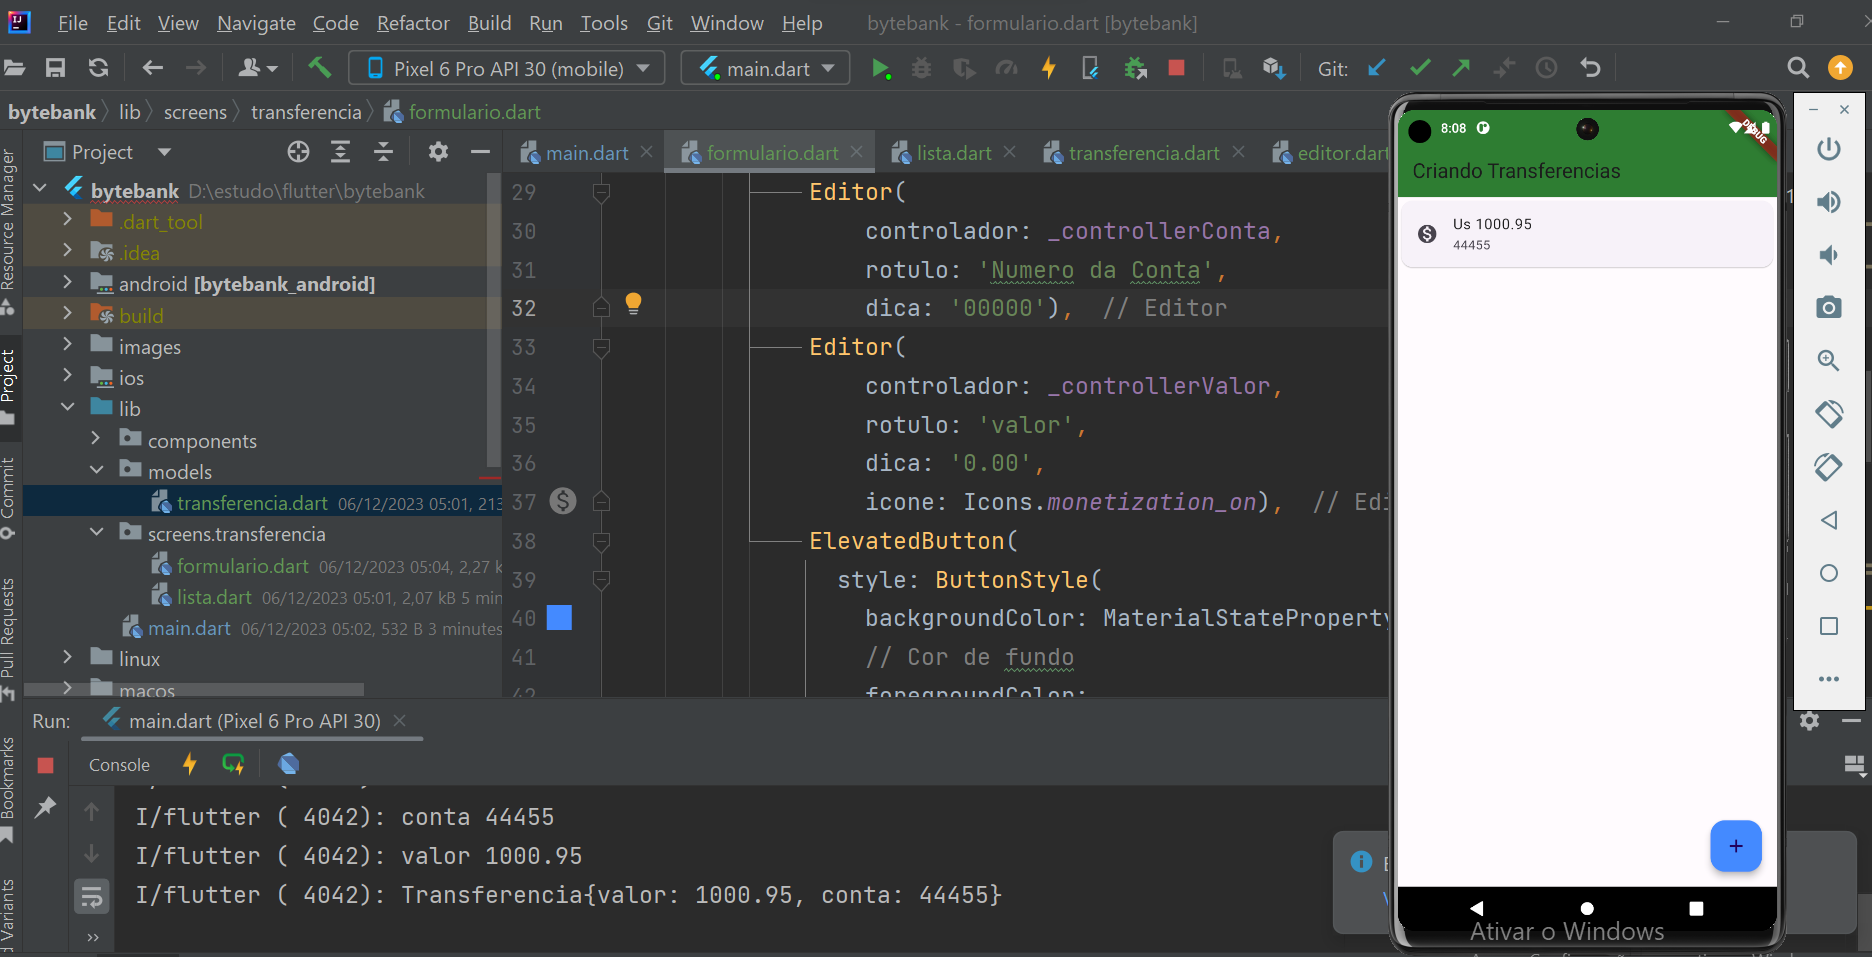 File Edit View Navigate Code Refactor Build Run Tools Git Window Help bytebank - formulario.dart [bytebank]
Pixel 6 Pro API 30 (mobile) main.dart Git:
bytebank lib screens transferencia formulario.dart
Project
main.dart formulario.dart lista.dart transferencia.dart editor.dart
Resource Manager
Project
Commit
Pull Requests
Bookmarks
d Variants
bytebank D:\estudo\flutter\bytebank
.dart_tool
.idea
android [bytebank_android]
build
images
ios
lib
components
models
transferencia.dart 06/12/2023 05:01, 213
screens.transferencia
formulario.dart 06/12/2023 05:04, 2,27 k
lista.dart 06/12/2023 05:01, 2,07 kB 5 min
main.dart 06/12/2023 05:02, 532 B 3 minutes
linux
macos
29 Editor(
30 controlador: _controllerConta,
31 rotulo: 'Numero da Conta',
32 dica: '00000'), // Editor
33 Editor(
34 controlador: _controllerValor,
35 rotulo: 'valor',
36 dica: '0.00',
37 icone: Icons.monetization_on), // Edi
38 ElevatedButton(
39 style: ButtonStyle(
40 backgroundColor: MaterialStateProperty
41 // Cor de fundo
42 foregroundColor:
8:08
DEBUG
Criando Transferencias
Us 1000.95
44455
+
Run: main.dart (Pixel 6 Pro API 30)
Console
I/flutter ( 4042): conta 44455
I/flutter ( 4042): valor 1000.95
I/flutter ( 4042): Transferencia{valor: 1000.95, conta: 44455}
Ativar o Windows